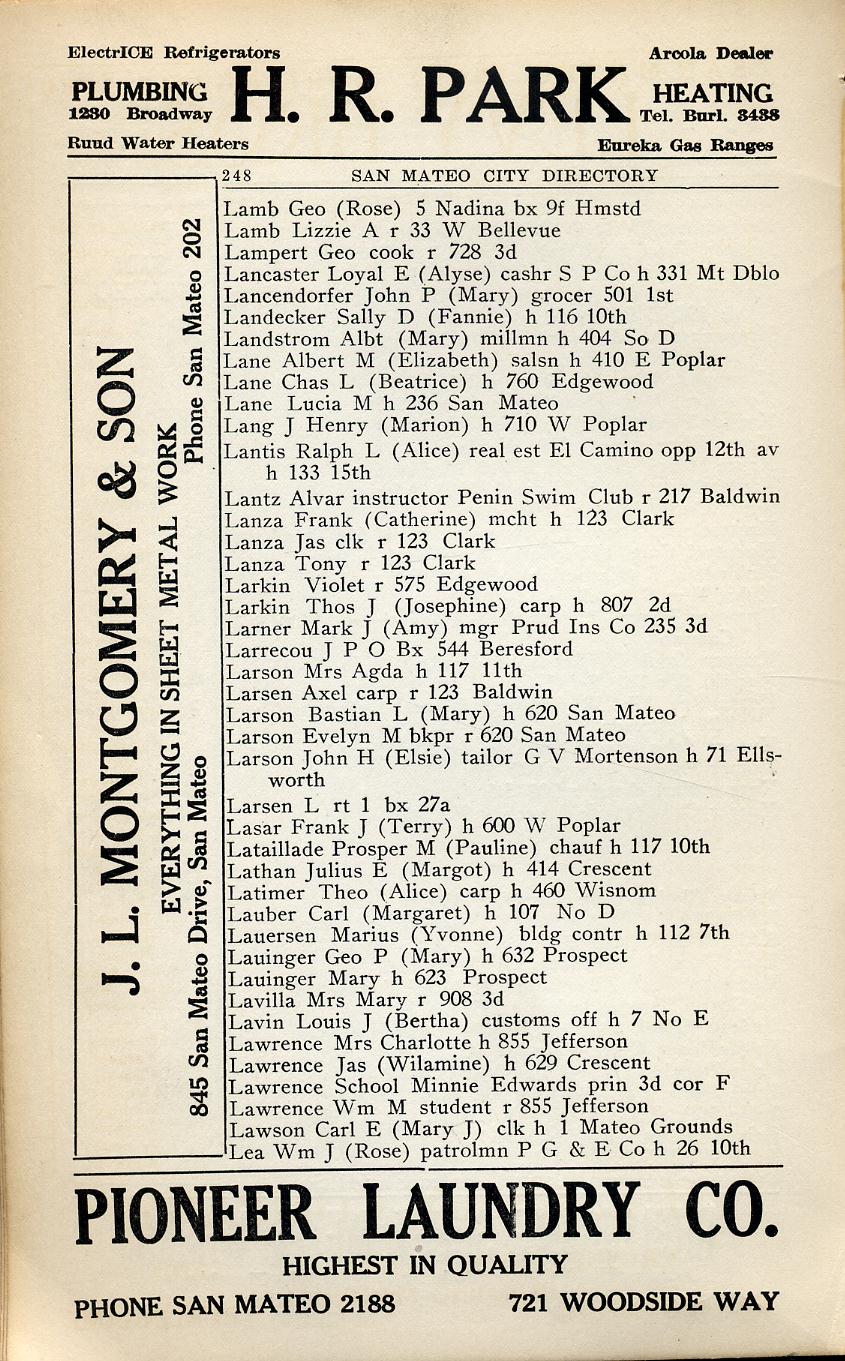 ElectrICE Refrigerators
Arcola Dealer
PLUMBING
H. R. PARK
HEATING
1230 Broadway
Tel. Burl. 3438
Ruud Water Heaters
Eureka Gas Ranges
248
SAN MATEO CITY DIRECTORY
J. L. MONTGOMERY & SON
EVERYTHING IN SHEET METAL WORK
845 San Mateo Drive, San Mateo
Phone San Mateo 202
Lamb Geo (Rose) 5 Nadina bx 9f Hmstd
Lamb Lizzie A r 33 W Bellevue
Lampert Geo cook r 728 3d
Lancaster Loyal E (Alyse) cashr S P Co h 331 Mt Dblo
Lancendorfer John P (Mary) grocer 501 1st
Landecker Sally D (Fannie) h 116 10th
Landstrom Albt (Mary) millmn h 404 So D
Lane Albert M (Elizabeth) salsn h 410 E Poplar
Lane Chas L (Beatrice) h 760 Edgewood
Lane Lucia M h 236 San Mateo
Lang J Henry (Marion) h 710 W Poplar
Lantis Ralph L (Alice) real est El Camino opp 12th av
h 133 15th
Lantz Alvar instructor Penin Swim Club r 217 Baldwin
Lanza Frank (Catherine) mcht h 123 Clark
Lanza Jas clk r 123 Clark
Lanza Tony r 123 Clark
Larkin Violet r 575 Edgewood
Larkin Thos J (Josephine) carp h 807 2d
Larner Mark J (Amy) mgr Prud Ins Co 235 3d
Larrecou J P O Bx 544 Beresford
Larson Mrs Agda h 117 11th
Larsen Axel carp r 123 Baldwin
Larson Bastian L (Mary) h 620 San Mateo
Larson Evelyn M bkpr r 620 San Mateo
Larson John H (Elsie) tailor G V Mortenson h 71 Ells-
worth
Larsen L rt 1 bx 27a
Lasar Frank J (Terry) h 600 W Poplar
Lataillade Prosper M (Pauline) chauf h 117 10th
Lathan Julius E (Margot) h 414 Crescent
Latimer Theo (Alice) carp h 460 Wisnom
Lauber Carl (Margaret) h 107 No D
Lauersen Marius (Yvonne) bldg contr h 112 7th
Lauinger Geo P (Mary) h 632 Prospect
Lauinger Mary h 623 Prospect
Lavilla Mrs Mary r 908 3d
Lavin Louis J (Bertha) customs off h 7 No E
Lawrence Mrs Charlotte h 855 Jefferson
Lawrence Jas (Wilamine) h 629 Crescent
Lawrence School Minnie Edwards prin 3d cor F
Lawrence Wm M student r 855 Jefferson
Lawson Carl E (Mary J) clk h 1 Mateo Grounds
Lea Wm J (Rose) patrolmn P G & E Co h 26 10th
PIONEER LAUNDRY CO.
HIGHEST IN QUALITY
PHONE SAN MATEO 2188
721 WOODSIDE WAY